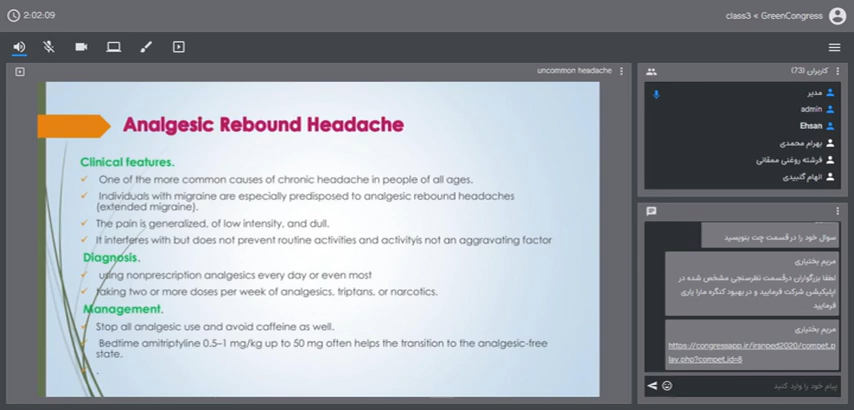 2:02:09
class3 < GreenCongress
uncommon headache
Analgesic Rebound Headache
Clinical features.
✓ One of the more common causes of chronic headache in people of all ages.
✓ Individuals with migraine are especially predisposed to analgesic rebound headaches
(extended migraine).
✓ The pain is generalized, of low intensity, and dull.
✓ It interferes with but does not prevent routine activities and activityis not an aggravating factor
Diagnosis.
✓ using nonprescription analgesics every day or even most
✓ taking two or more doses per week of analgesics, triptans, or narcotics.
Management.
✓ Stop all analgesic use and avoid caffeine as well.
✓ Bedtime amitriptyline 0.5–1 mg/kg up to 50 mg often helps the transition to the analgesic-free
state.
✓ .
کاربران (73)
مدیر
admin
Ehsan
بهرام محمدی
فرشته روغنی ممقانی
الهام گنبیدی
سوال خود را در قسمت چت بنویسید
مریم بختیاری
لطفا بزرگواران درقسمت نظرسنجی مشخص شده در
اپلیکیشن شرکت فرمایید و در بهبود کنگره مارا یاری
فرمایید
مریم بختیاری
https://congressapp.ir/iranped2020/compet_p
lay.php?compet_id=8
پیام خود را وارد کنید